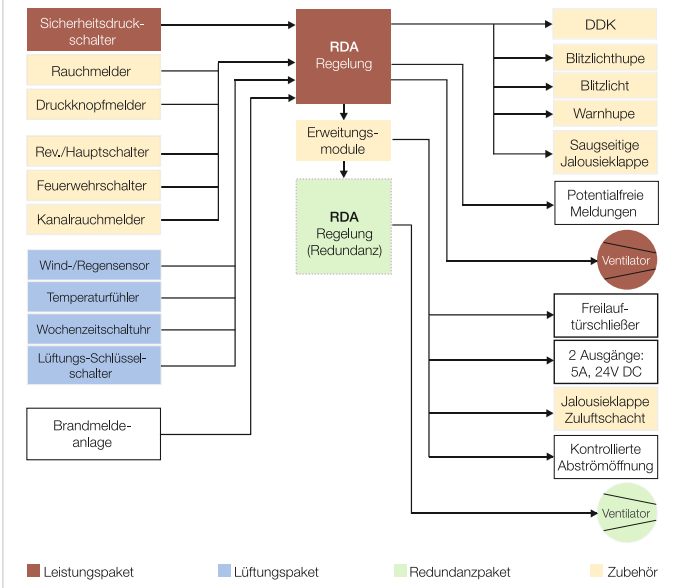 Sicherheitsdruck-
schalter
Rauchmelder
Druckknopfmelder
Rev./Hauptschalter
Feuerwehrschalter
Kanalrauchmelder
Wind-/Regensensor
Temperaturfühler
Wochenzeitschaltuhr
Lüftungs-Schlüssel-
schalter
Brandmelde-
anlage
RDA
Regelung
Erweitungs-
module
RDA
Regelung
(Redundanz)
DDK
Blitzlichthupe
Blitzlicht
Warnhupe
Saugseitige
Jalousieklappe
Potentialfreie
Meldungen
Ventilator
Freilauf-
türschließer
2 Ausgänge:
5A, 24V DC
Jalousieklappe
Zuluftschacht
Kontrollierte
Abströmöffnung
Ventilator
Leistungspaket
Lüftungspaket
Redundanzpaket
Zubehör